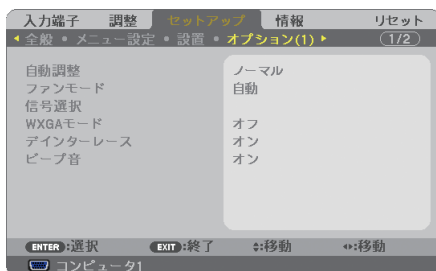 入力端子 調整 セットアップ 情報 リセット
全般 • メニュー設定 • 設置 • オプション(1) 1/2
自動調整 ノーマル
ファンモード 自動
信号選択
WXGAモード オフ
デインターレース オン
ビープ音 オン
ENTER:選択 EXIT:終了 :移動 :移動
コンピュータ1